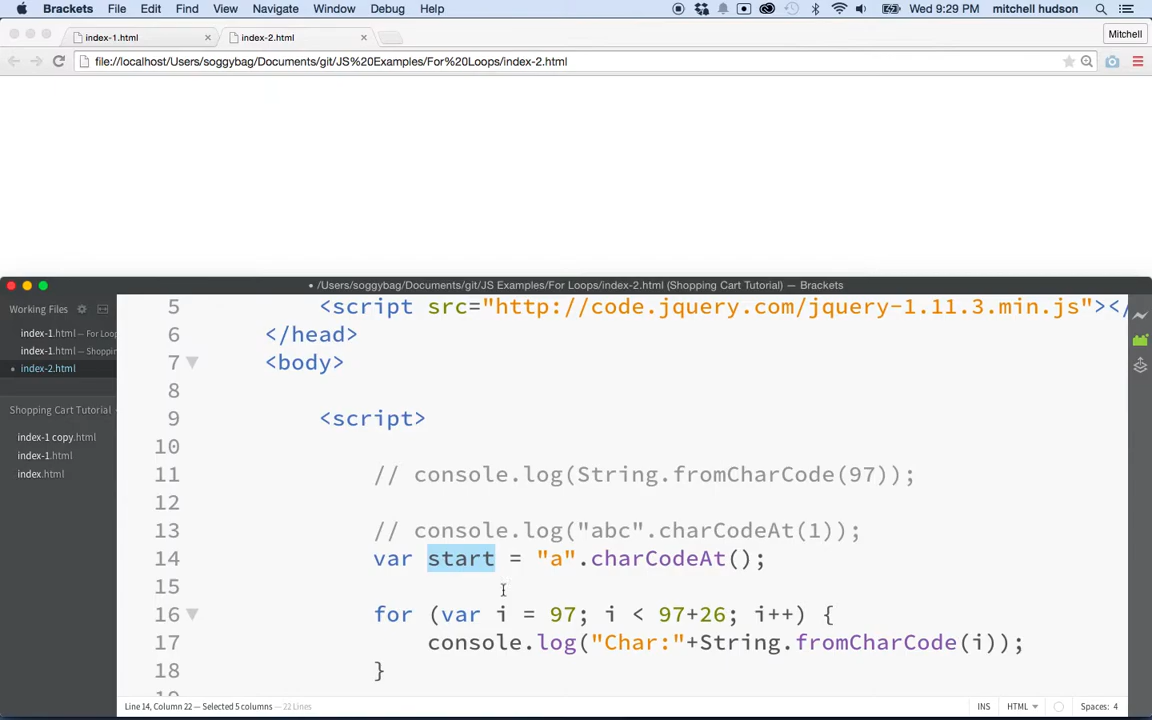 Brackets File Edit Find View Navigate Window Debug Help Wed 9:29 PM mitchell hudson
index-1.html index-2.html Mitchell
file://localhost/Users/soggybag/Documents/git/JS%20Examples/For%20Loops/index-2.html
/Users/soggybag/Documents/git/JS Examples/For Loops/index-2.html (Shopping Cart Tutorial) — Brackets
Working Files
index-1.html — For Loop
index-1.html — Shoppin
index-2.html
Shopping Cart Tutorial
index-1 copy.html
index-1.html
index.html
5 <script src="http://code.jquery.com/jquery-1.11.3.min.js"></
6 </head>
7 <body>
8
9 <script>
10
11 // console.log(String.fromCharCode(97));
12
13 // console.log("abc".charCodeAt(1));
14 var start = "a".charCodeAt();
15
16 for (var i = 97; i < 97+26; i++) {
17 console.log("Char:"+String.fromCharCode(i));
18 }
Line 14, Column 22 — Selected 5 columns — 22 Lines INS HTML Spaces: 4